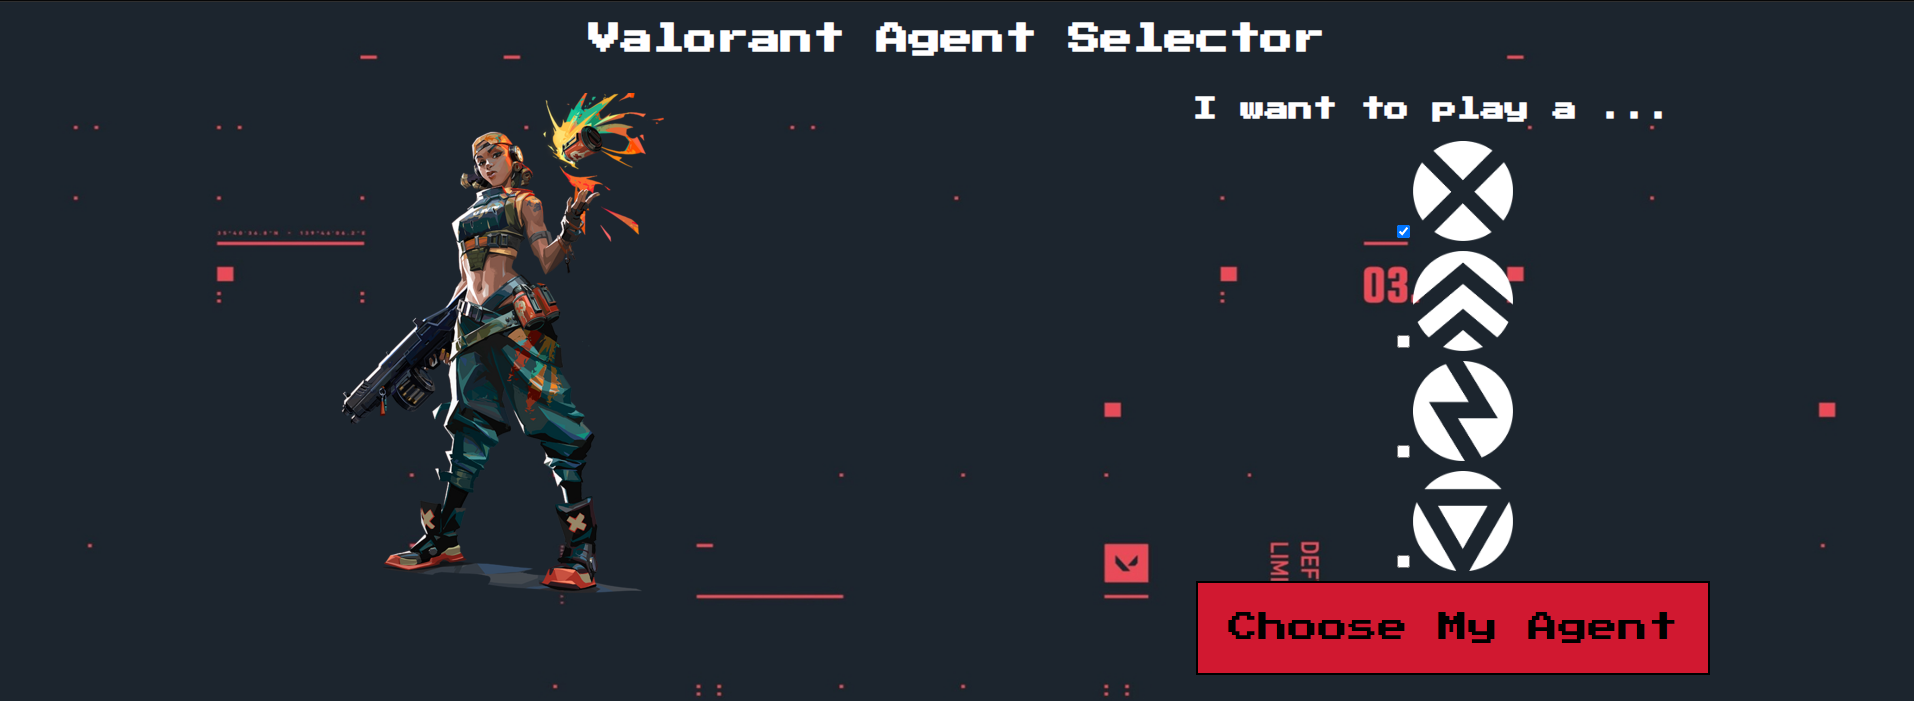 Valorant Agent Selector
I want to play a ...
03
DEF
LIMI
Choose My Agent